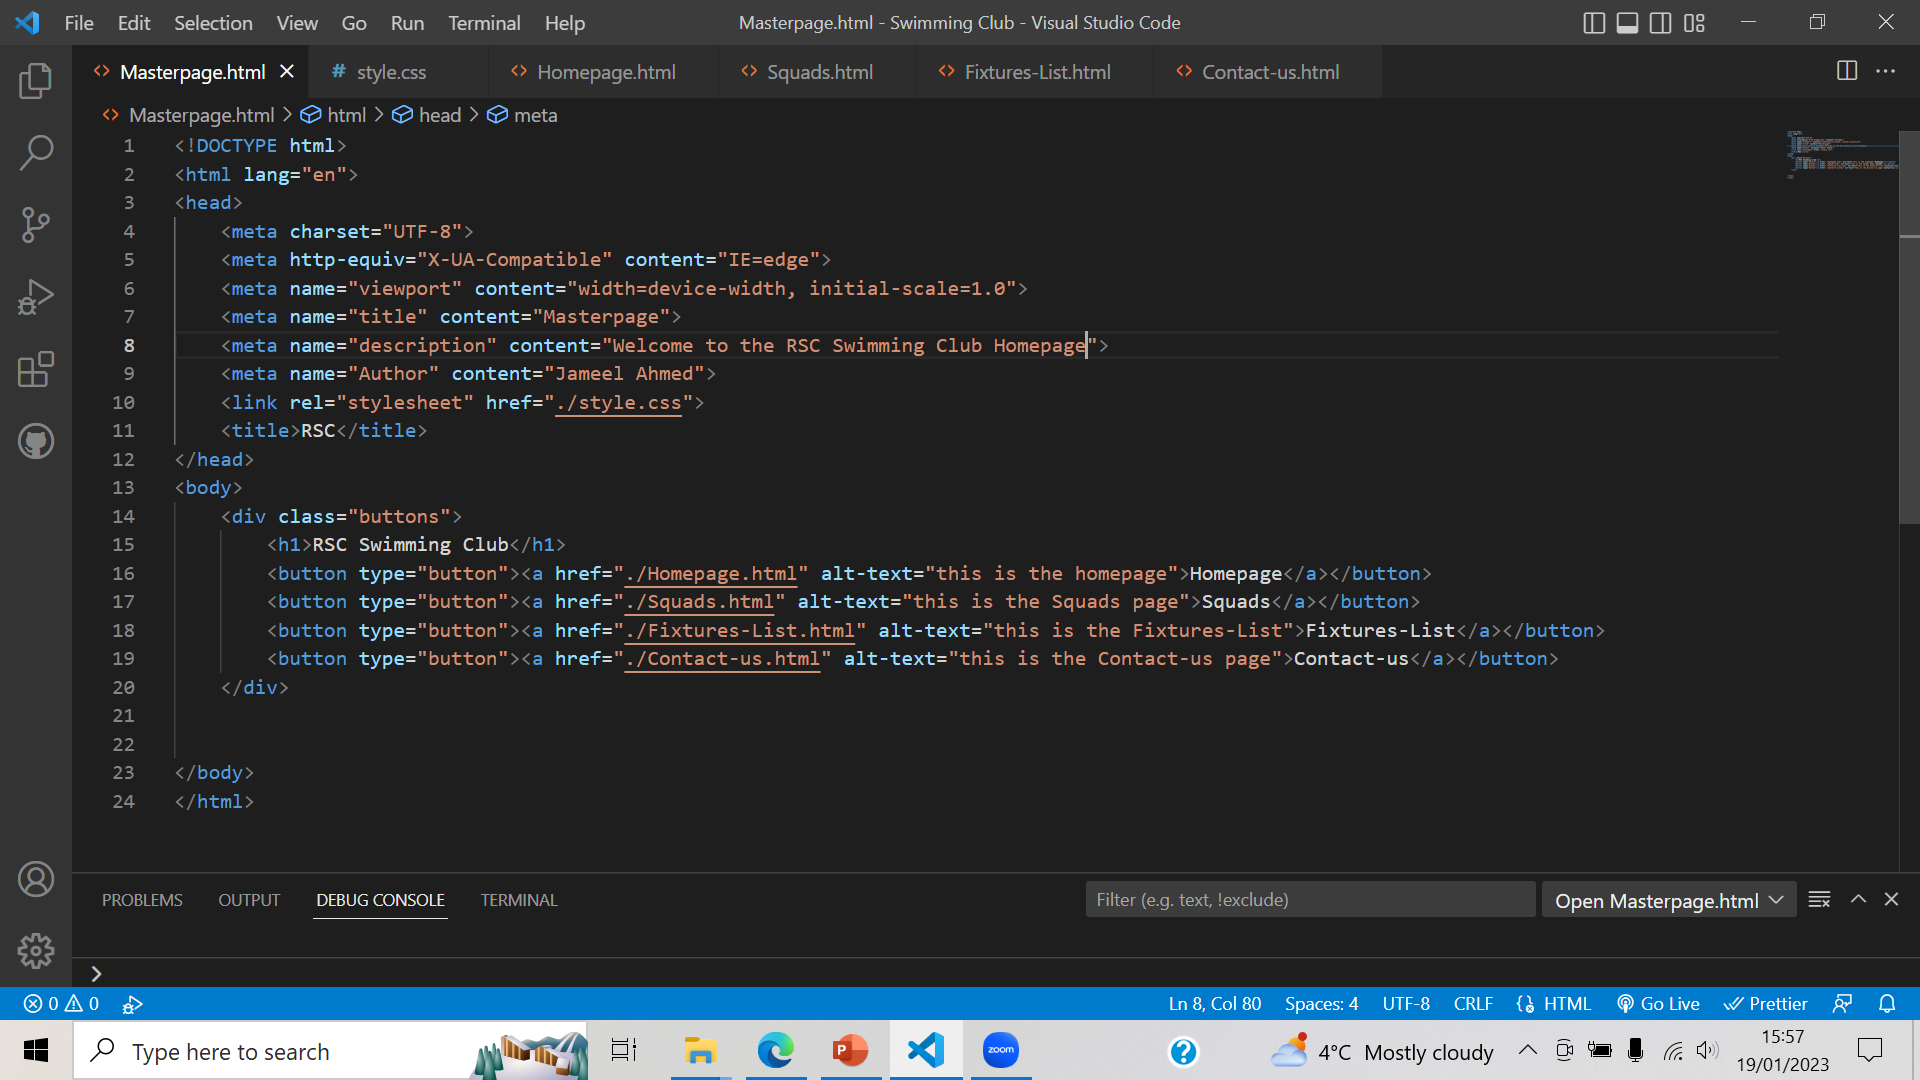 File Edit Selection View Go Run Terminal Help
Masterpage.html - Swimming Club - Visual Studio Code
Masterpage.html style.css Homepage.html Squads.html Fixtures-List.html Contact-us.html
Masterpage.html > html > head > meta
1 <!DOCTYPE html>
2 <html lang="en">
3 <head>
4 <meta charset="UTF-8">
5 <meta http-equiv="X-UA-Compatible" content="IE=edge">
6 <meta name="viewport" content="width=device-width, initial-scale=1.0">
7 <meta name="title" content="Masterpage">
8 <meta name="description" content="Welcome to the RSC Swimming Club Homepage">
9 <meta name="Author" content="Jameel Ahmed">
10 <link rel="stylesheet" href="./style.css">
11 <title>RSC</title>
12 </head>
13 <body>
14 <div class="buttons">
15 <h1>RSC Swimming Club</h1>
16 <button type="button"><a href="./Homepage.html" alt-text="this is the homepage">Homepage</a></button>
17 <button type="button"><a href="./Squads.html" alt-text="this is the Squads page">Squads</a></button>
18 <button type="button"><a href="./Fixtures-List.html" alt-text="this is the Fixtures-List">Fixtures-List</a></button>
19 <button type="button"><a href="./Contact-us.html" alt-text="this is the Contact-us page">Contact-us</a></button>
20 </div>
21
22
23 </body>
24 </html>
PROBLEMS OUTPUT DEBUG CONSOLE TERMINAL
Filter (e.g. text, !exclude)
Open Masterpage.html
0 0
Ln 8, Col 80 Spaces: 4 UTF-8 CRLF HTML Go Live Prettier
Type here to search
zoom
4°C Mostly cloudy
15:57
19/01/2023